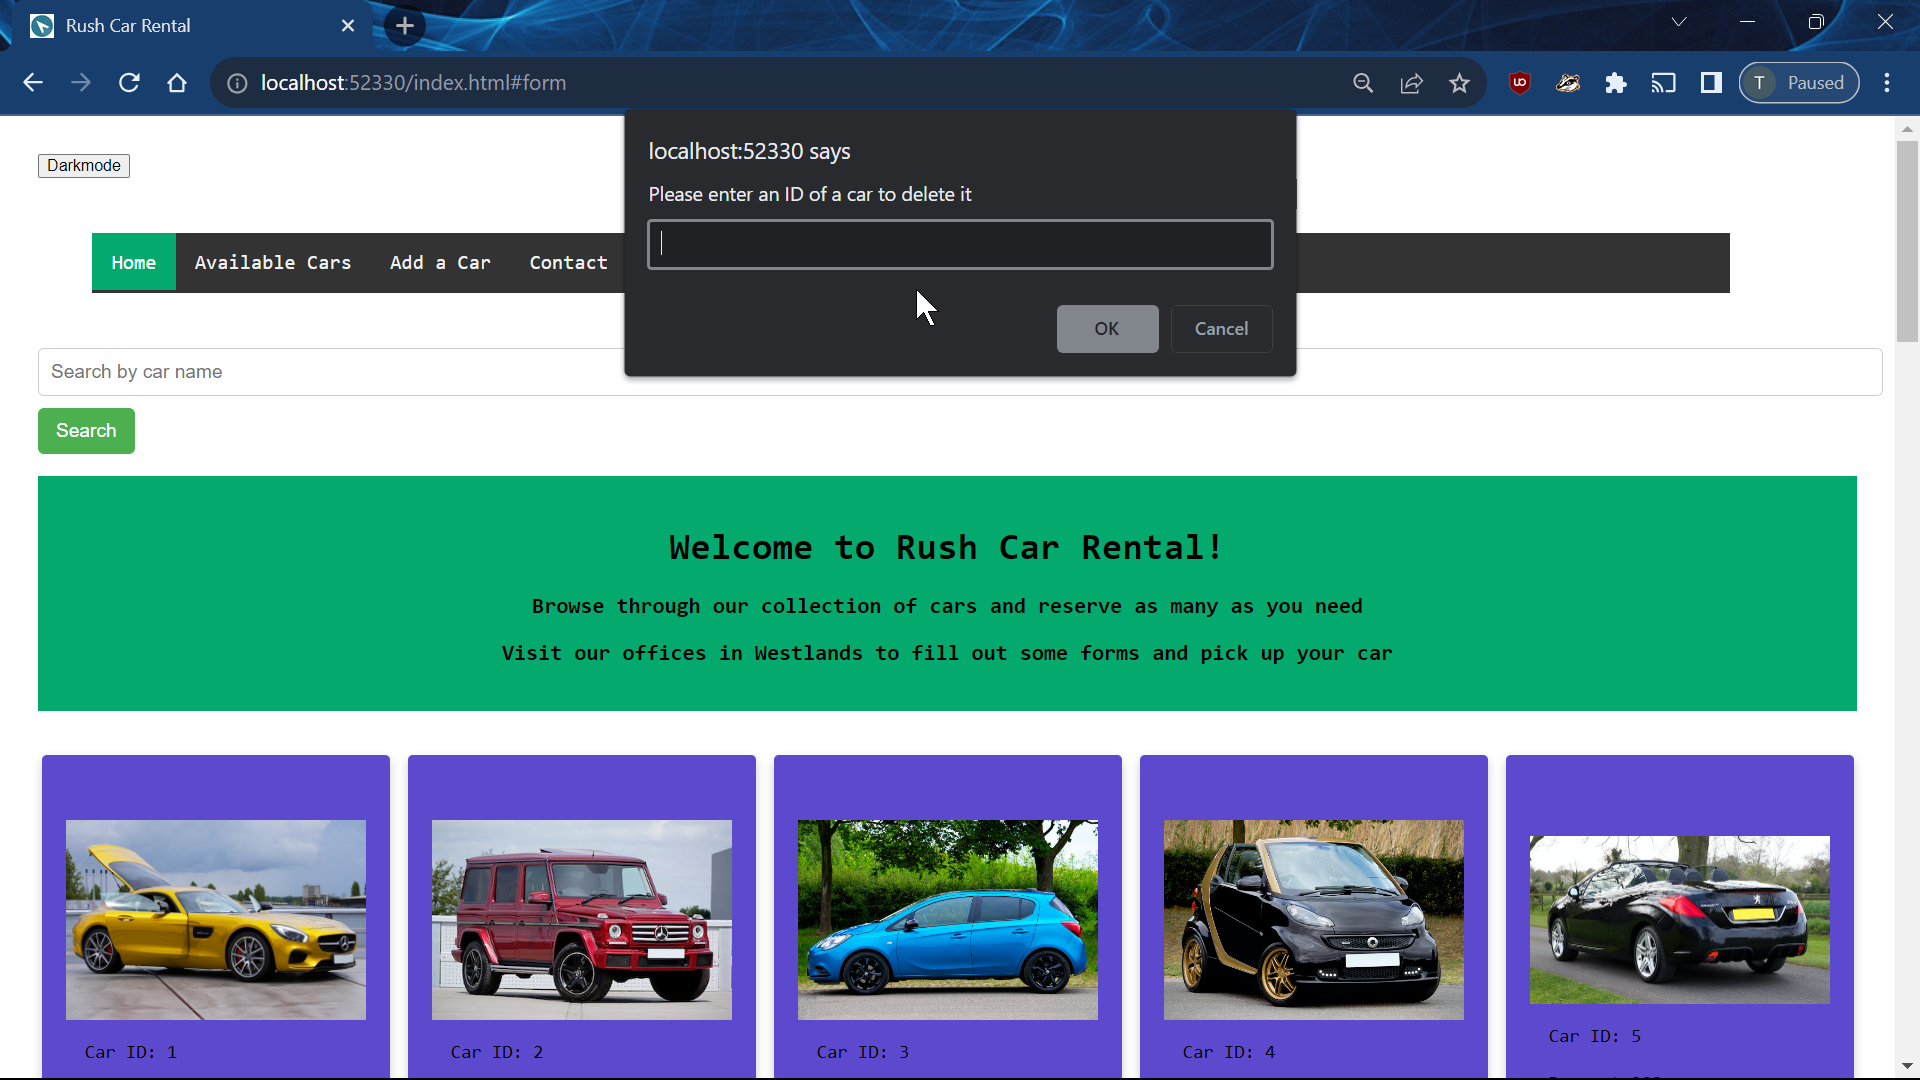 Rush Car Rental
localhost:52330/index.html#form
T Paused
localhost:52330 says
Please enter an ID of a car to delete it
OK Cancel
Darkmode
Home Available Cars Add a Car Contact
Search by car name
Search
Welcome to Rush Car Rental!
Browse through our collection of cars and reserve as many as you need
Visit our offices in Westlands to fill out some forms and pick up your car
Car ID: 1
Car ID: 2
Car ID: 3
Car ID: 4
Car ID: 5